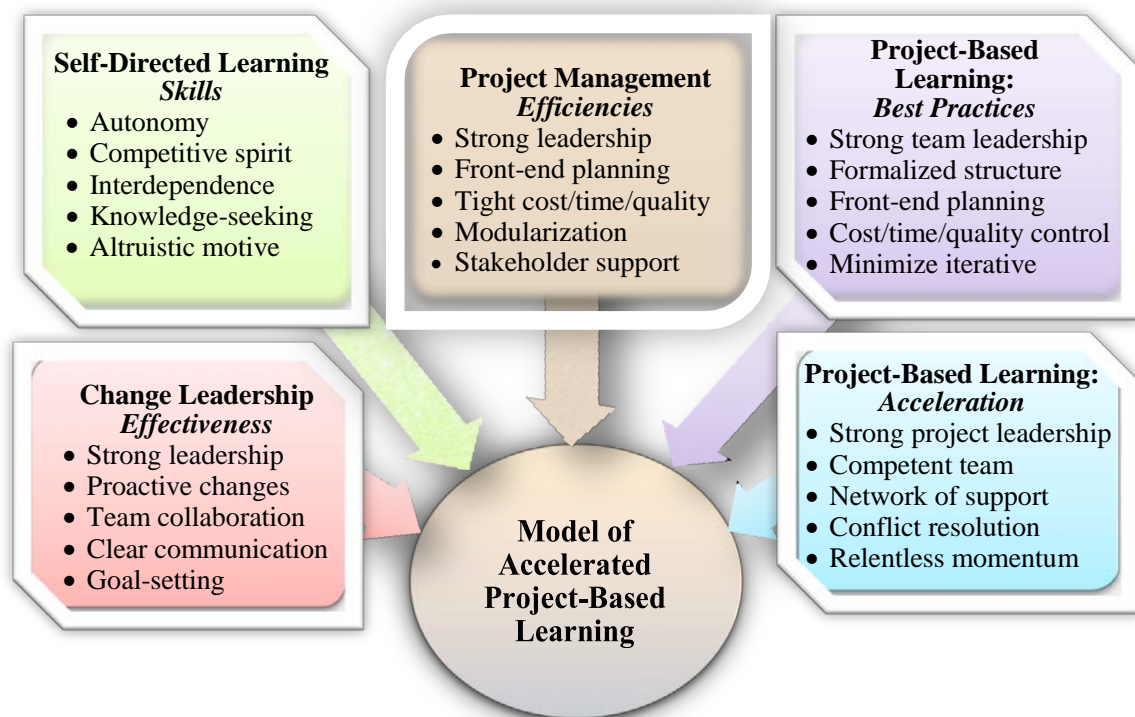 Self-Directed Learning
Skills
• Autonomy
• Competitive spirit
• Interdependence
• Knowledge-seeking
• Altruistic motive
Project Management
Efficiencies
• Strong leadership
• Front-end planning
• Tight cost/time/quality
• Modularization
• Stakeholder support
Project-Based
Learning:
Best Practices
• Strong team leadership
• Formalized structure
• Front-end planning
• Cost/time/quality control
• Minimize iterative
Change Leadership
Effectiveness
• Strong leadership
• Proactive changes
• Team collaboration
• Clear communication
• Goal-setting
Project-Based Learning:
Acceleration
• Strong project leadership
• Competent team
• Network of support
• Conflict resolution
• Relentless momentum
Model of
Accelerated
Project-Based
Learning